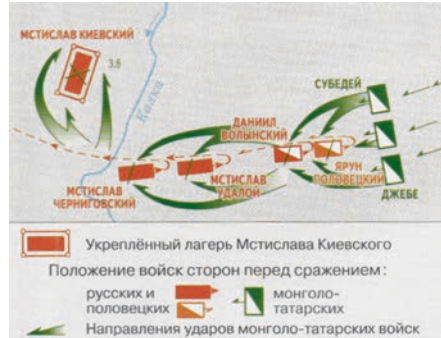 МСТИСЛАВ КИЕВСКИЙ
3.6
Калка
СУБЕДЕЙ
ДАНИИЛ
ВОЛЫНСКИЙ
МСТИСЛАВ
ЧЕРНИГОВСКИЙ
МСТИСЛАВ
УДАЛОЙ
ЯРУН
ПОЛОВЕЦКИЙ
ДЖЕБЕ
Укреплённый лагерь Мстислава Киевского
Положение войск сторон перед сражением:
русских и
половецких
монголо-
татарских
Направления ударов монголо-татарских войск